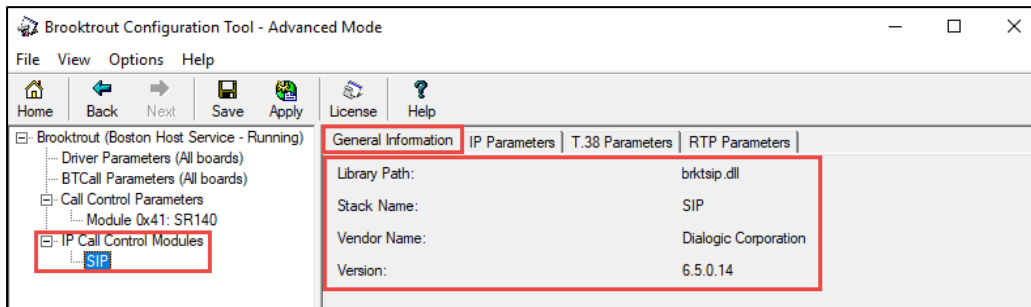 Brooktrout Configuration Tool - Advanced Mode
File View Options Help
Home Back Next Save Apply License Help
Brooktrout (Boston Host Service - Running)
Driver Parameters (All boards)
BTCall Parameters (All boards)
Call Control Parameters
Module 0x41: SR140
IP Call Control Modules
SIP
General Information IP Parameters T.38 Parameters RTP Parameters
Library Path: brktsip.dll
Stack Name: SIP
Vendor Name: Dialogic Corporation
Version: 6.5.0.14